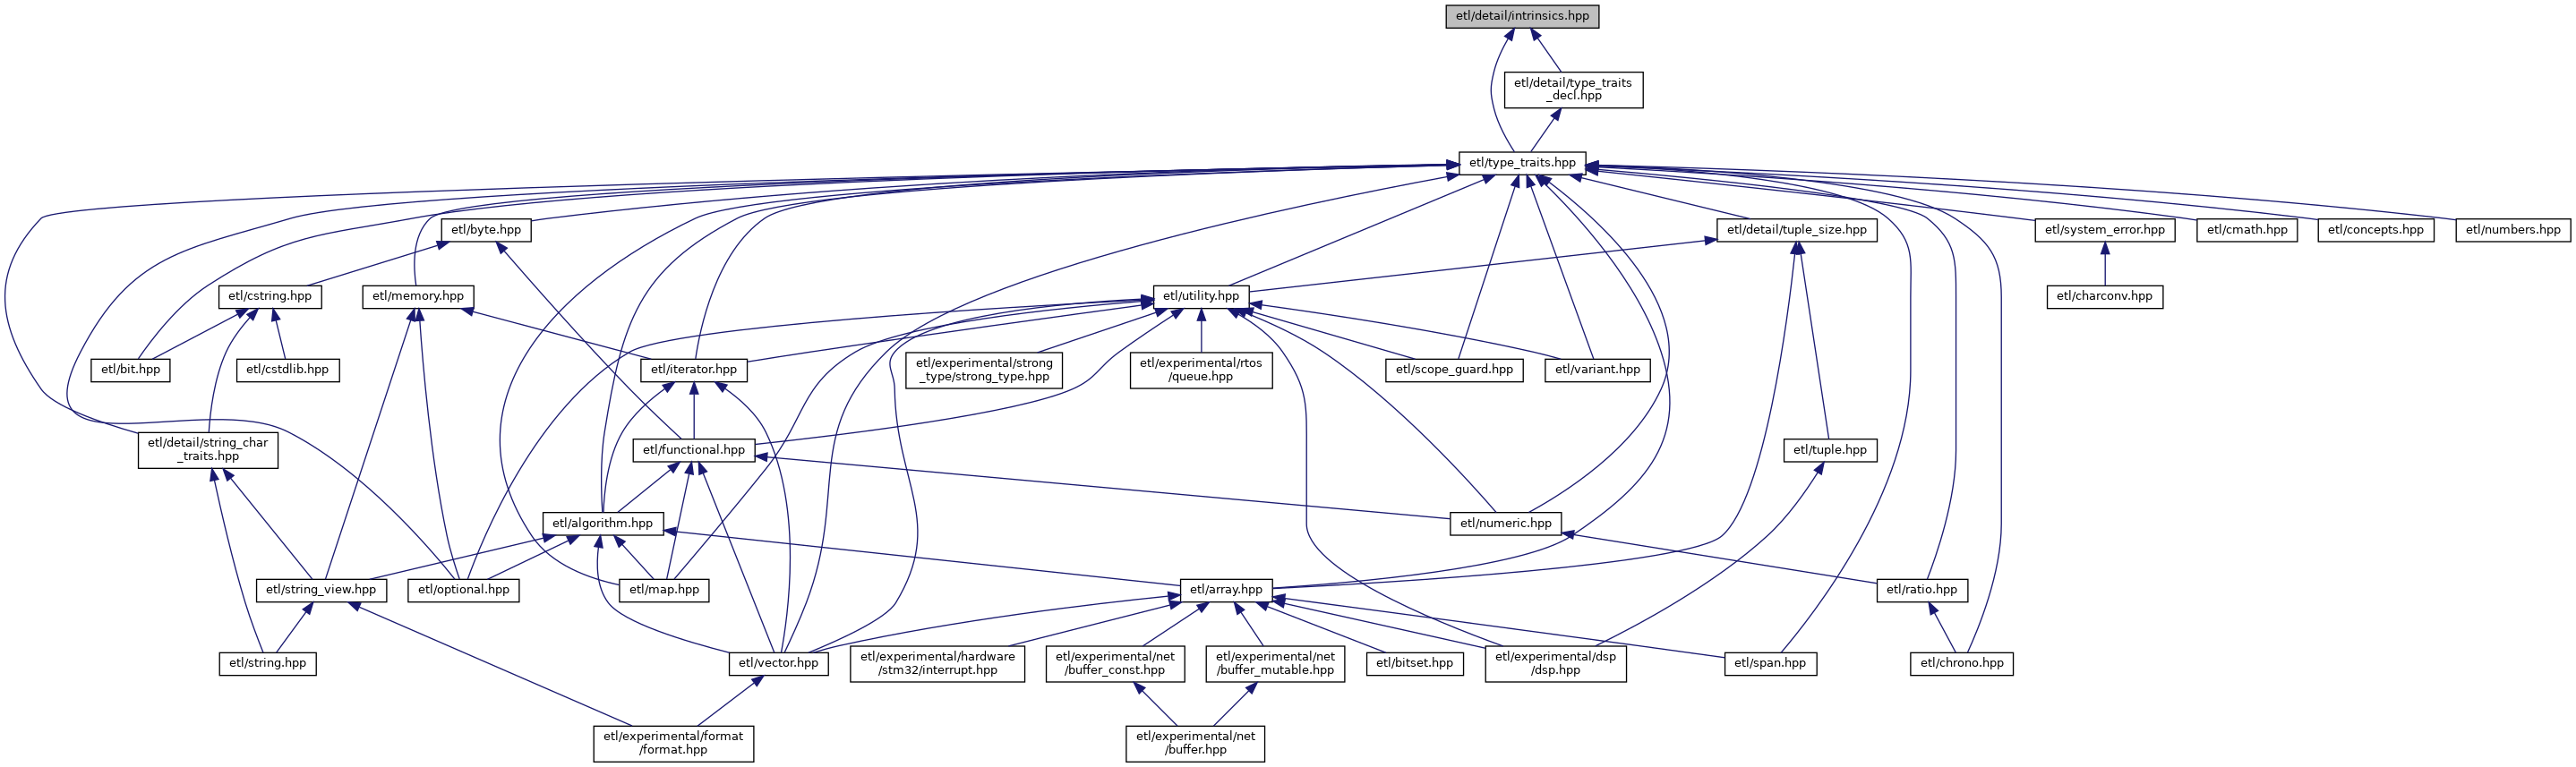 etl/detail/intrinsics.hpp
etl/detail/type_traits
_decl.hpp
etl/type_traits.hpp
etl/byte.hpp
etl/detail/tuple_size.hpp
etl/system_error.hpp
etl/cmath.hpp
etl/concepts.hpp
etl/numbers.hpp
etl/cstring.hpp
etl/memory.hpp
etl/utility.hpp
etl/charconv.hpp
etl/bit.hpp
etl/cstdlib.hpp
etl/iterator.hpp
etl/experimental/strong
_type/strong_type.hpp
etl/experimental/rtos
/queue.hpp
etl/scope_guard.hpp
etl/variant.hpp
etl/detail/string_char
_traits.hpp
etl/functional.hpp
etl/tuple.hpp
etl/algorithm.hpp
etl/numeric.hpp
etl/string_view.hpp
etl/optional.hpp
etl/map.hpp
etl/array.hpp
etl/ratio.hpp
etl/string.hpp
etl/vector.hpp
etl/experimental/hardware
/stm32/interrupt.hpp
etl/experimental/net
/buffer_const.hpp
etl/experimental/net
/buffer_mutable.hpp
etl/bitset.hpp
etl/experimental/dsp
/dsp.hpp
etl/span.hpp
etl/chrono.hpp
etl/experimental/format
/format.hpp
etl/experimental/net
/buffer.hpp